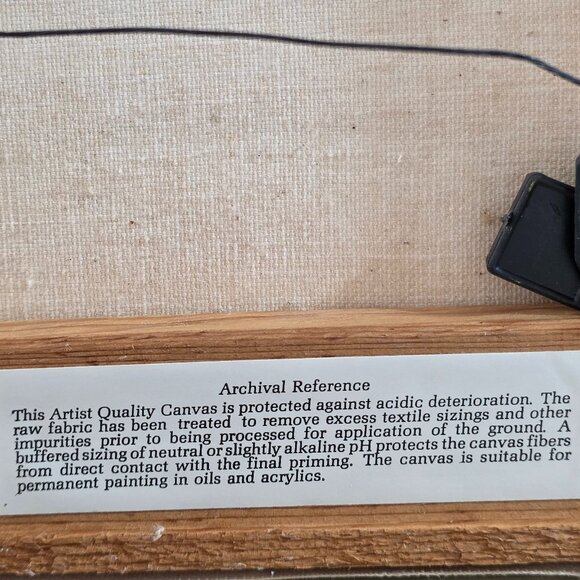 Archival Reference
This Artist Quality Canvas is protected against acidic deterioration. The
raw fabric has been treated to remove excess textile sizings and other
impurities prior to being processed for application of the ground. A
buffered sizing of neutral or slightly alkaline pH protects the canvas fibers
from direct contact with the final priming. The canvas is suitable for
permanent painting in oils and acrylics.